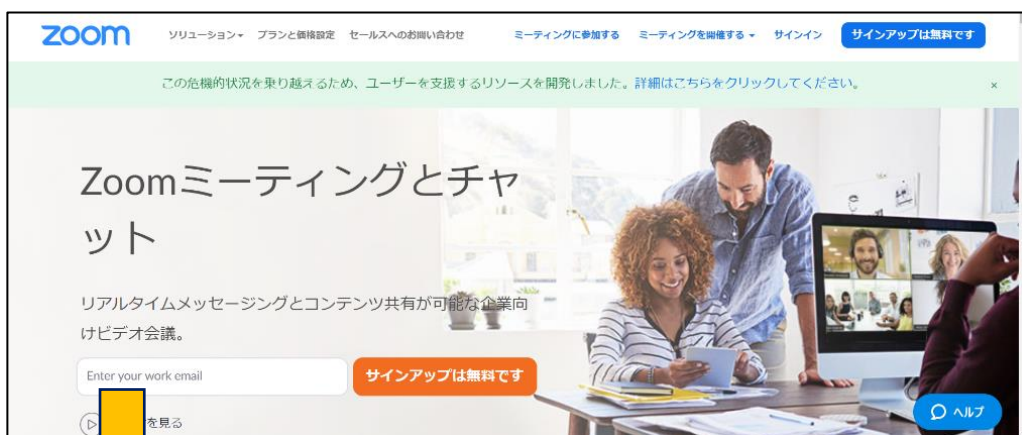 zoom ソリューション プランと価格設定 セールスへのお問い合わせ ミーティングに参加する ミーティングを開催する サインイン サインアップは無料です
この危機的状況を乗り越えるため、ユーザーを支援するリソースを開発しました。詳細はこちらをクリックしてください。 ×
Zoomミーティングとチャ
ット
リアルタイムメッセージングとコンテンツ共有が可能な企業向
けビデオ会議。
Enter your work email サインアップは無料です
を見る
ヘルプ